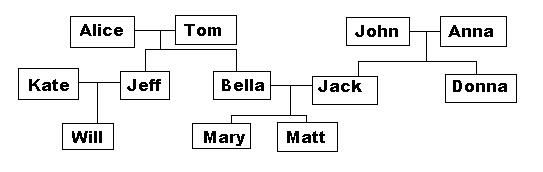 Alice Tom John Anna
Kate Jeff Bella Jack Donna
Will Mary Matt